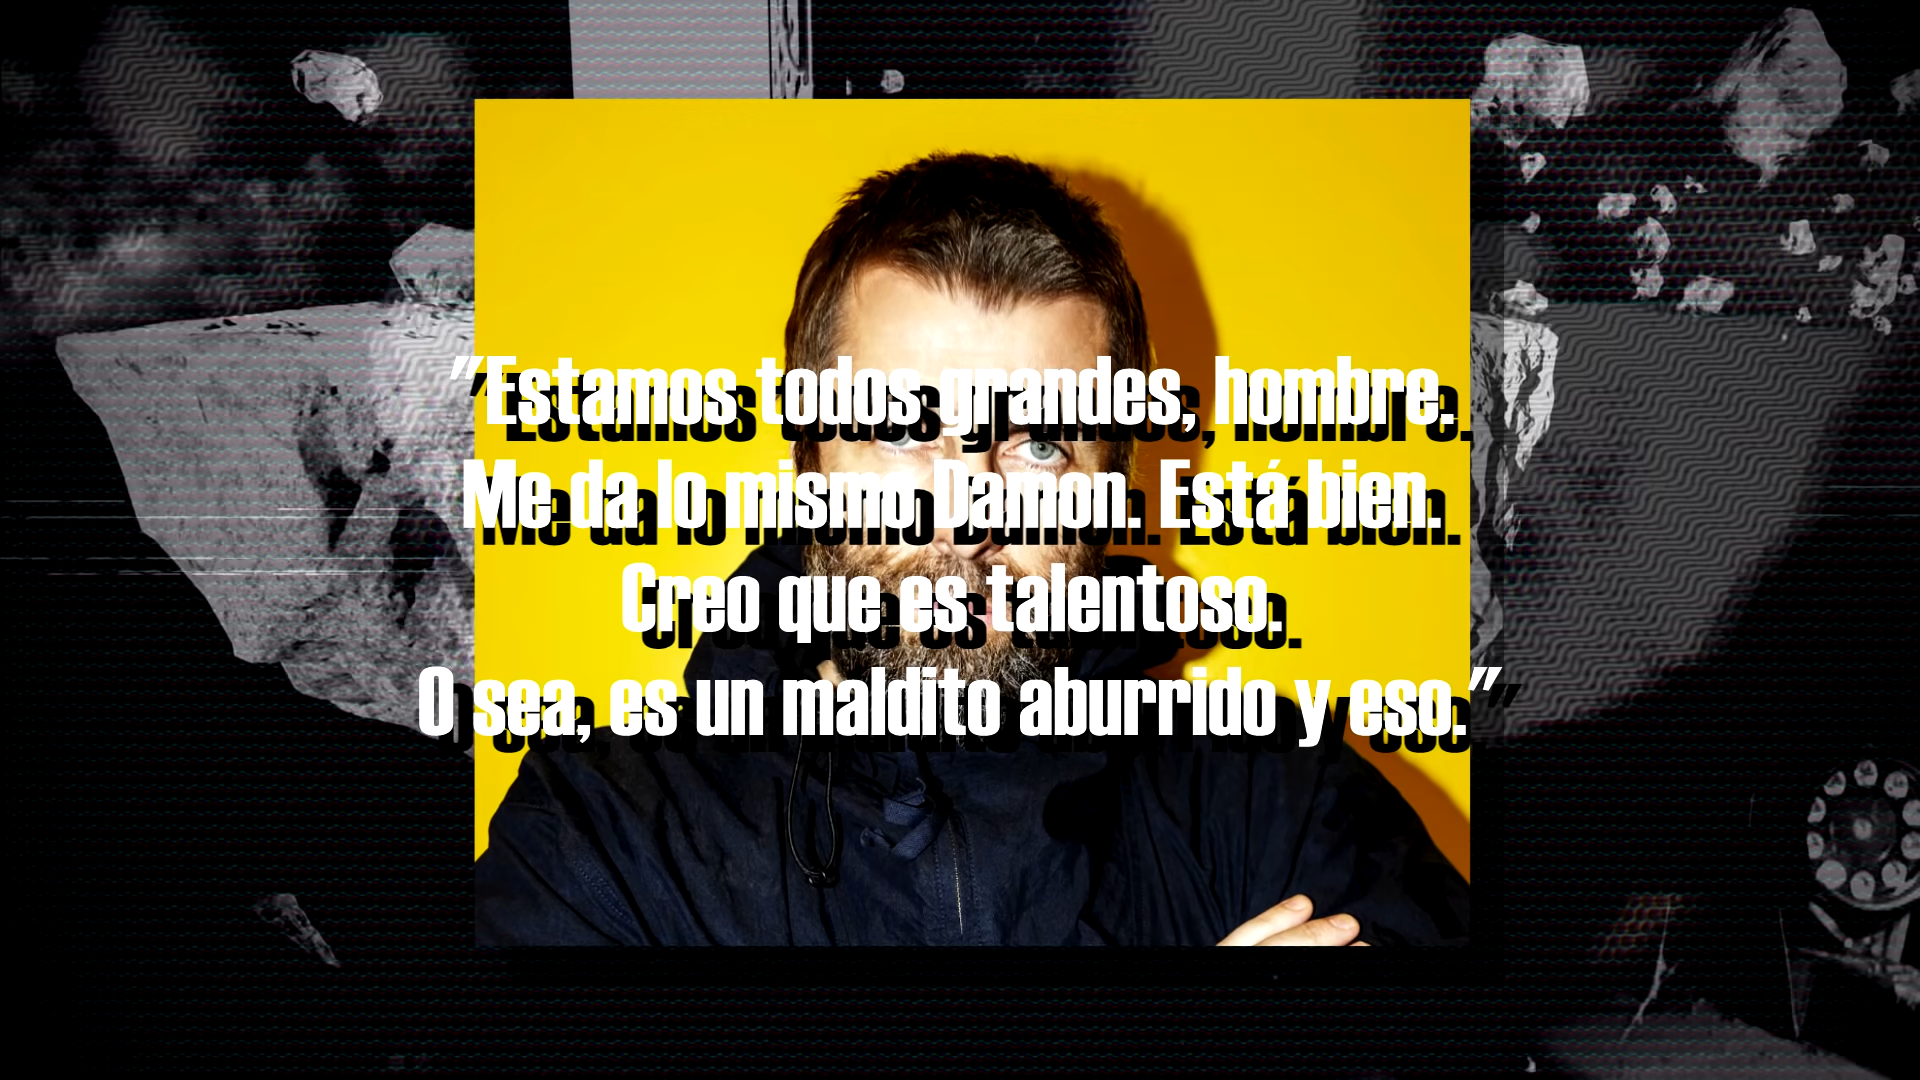 "Estamos todos grandes, hombre.
Me da lo mismo Damon. Está bien.
Creo que es talentoso.
O sea, es un maldito aburrido y eso."